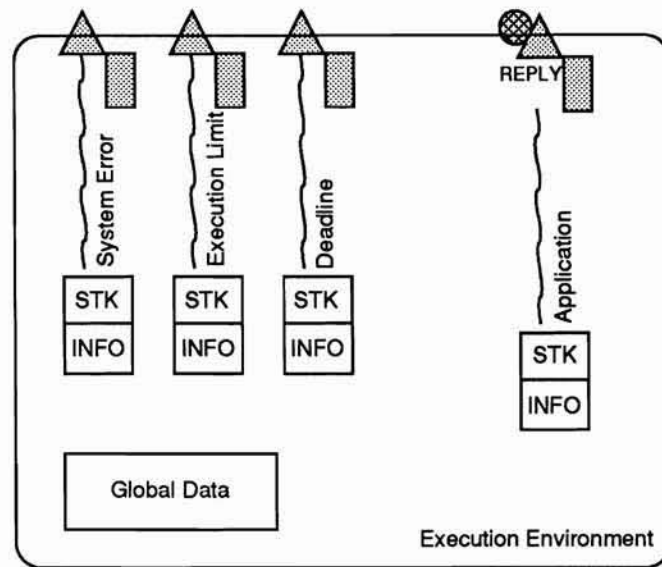 REPLY
System Error
Execution Limit
Deadline
Application
STK
INFO
STK
INFO
STK
INFO
STK
INFO
Global Data
Execution Environment